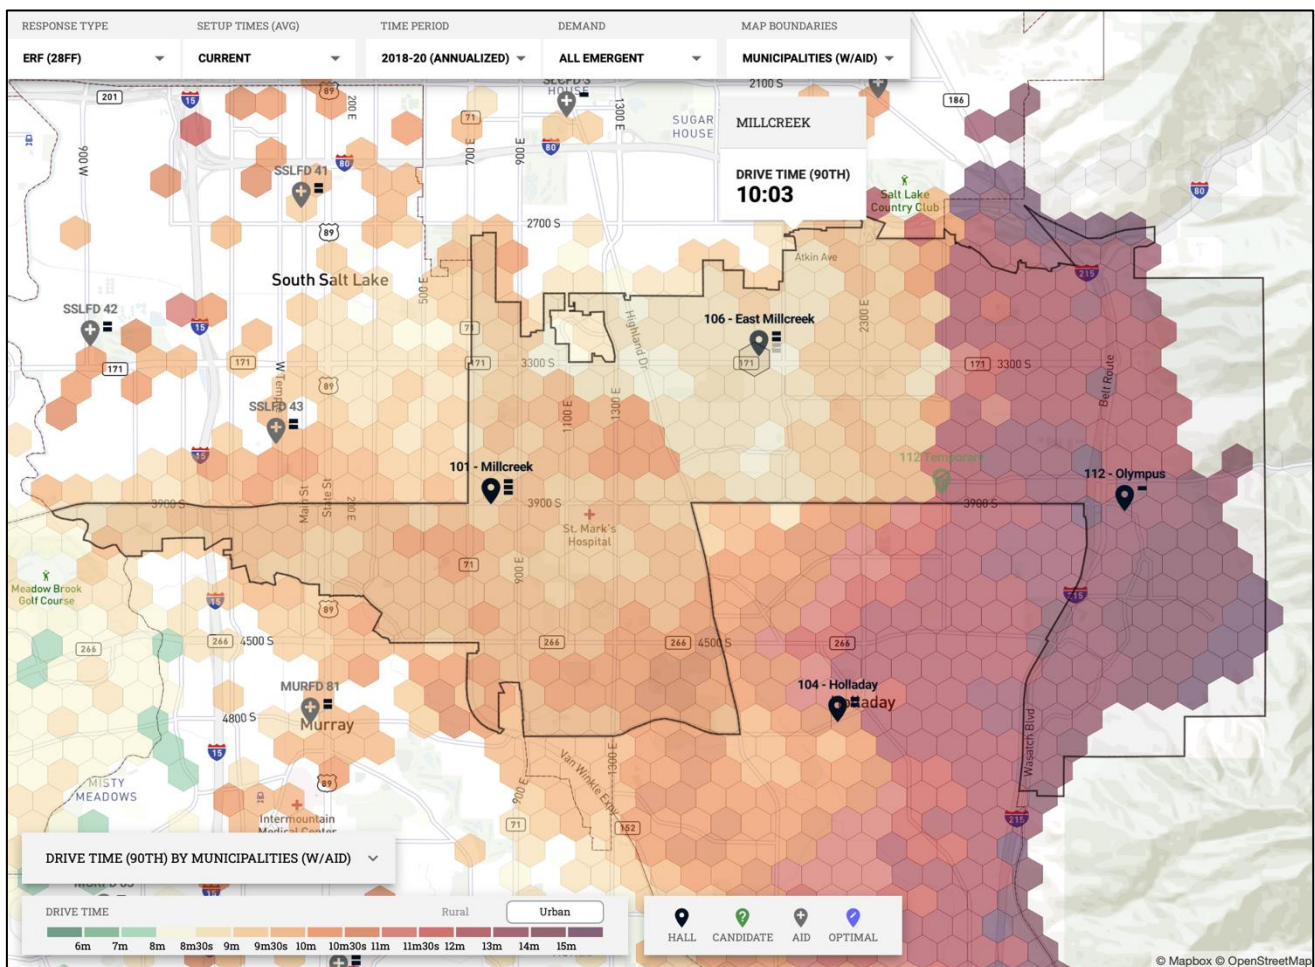 RESPONSE TYPE
ERF (28FF)
SETUP TIMES (AVG)
CURRENT
TIME PERIOD
2018-20 (ANNUALIZED)
DEMAND
ALL EMERGENT
MAP BOUNDARIES
MUNICIPALITIES (W/AID)
201
15
89
200 E
SLCFD 3
HOUSE
1300 E
2100 S
186
900 W
71
700 E
900 E
SUGAR
HOUSE
MILLCREEK
DRIVE TIME (90TH)
10:03
80
80
80
SSLFD 41
Salt Lake
Country Club
89
2700 S
Atkin Ave
215
South Salt Lake
500 E
SSLFD 42
15
71
Highland Dr
106 - East Millcreek
2300 E
171
171
W Temple
171
3300 S
171
171
3300 S
89
Belt Route
SSLFD 43
1100 E
1300 E
15
101 - Millcreek
112 Temporary
112 - Olympus
3900 S
Main St
State St
200 E
3900 S
3900 S
St. Mark's
Hospital
71
900 E
Meadow Brook
Golf Course
15
89
215
266
266
4500 S
266
266
4500 S
266
MURFD 81
104 - Holladay
Holladay
4800 S
Murray
15
Wasatch Blvd
MISTY
MEADOWS
89
Van Winkle Expy
1300 E
900 E
Intermountain
Medical Center
71
152
215
DRIVE TIME (90TH) BY MUNICIPALITIES (W/AID)
15
DRIVE TIME
Rural
Urban
6m 7m 8m 8m30s 9m 9m30s 10m 10m30s 11m 11m30s 12m 13m 14m 15m
HALL
CANDIDATE
AID
OPTIMAL
© Mapbox © OpenStreetMap